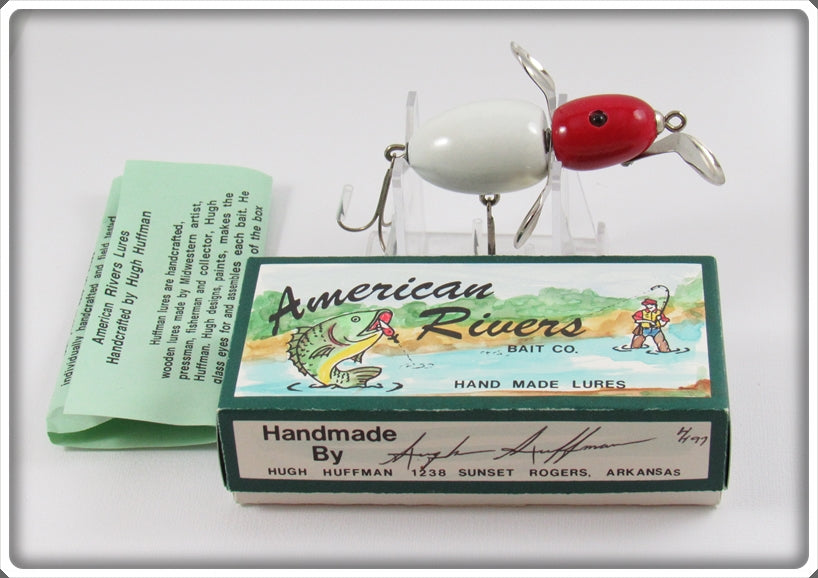 individually handcrafted and field tested
American Rivers Lures
Handcrafted by Hugh Huffman
Huffman lures are handcrafted,
wooden lures made by Midwestern artist,
pressman, fisherman and collector, Hugh
Huffman. Hugh designs, paints, makes the
glass eyes for and assembles each bait. He
of the box
American
Rivers
BAIT CO.
HAND MADE LURES
Handmade
By Hugh Huffman
HUGH HUFFMAN 1238 SUNSET ROGERS, ARKANSAS